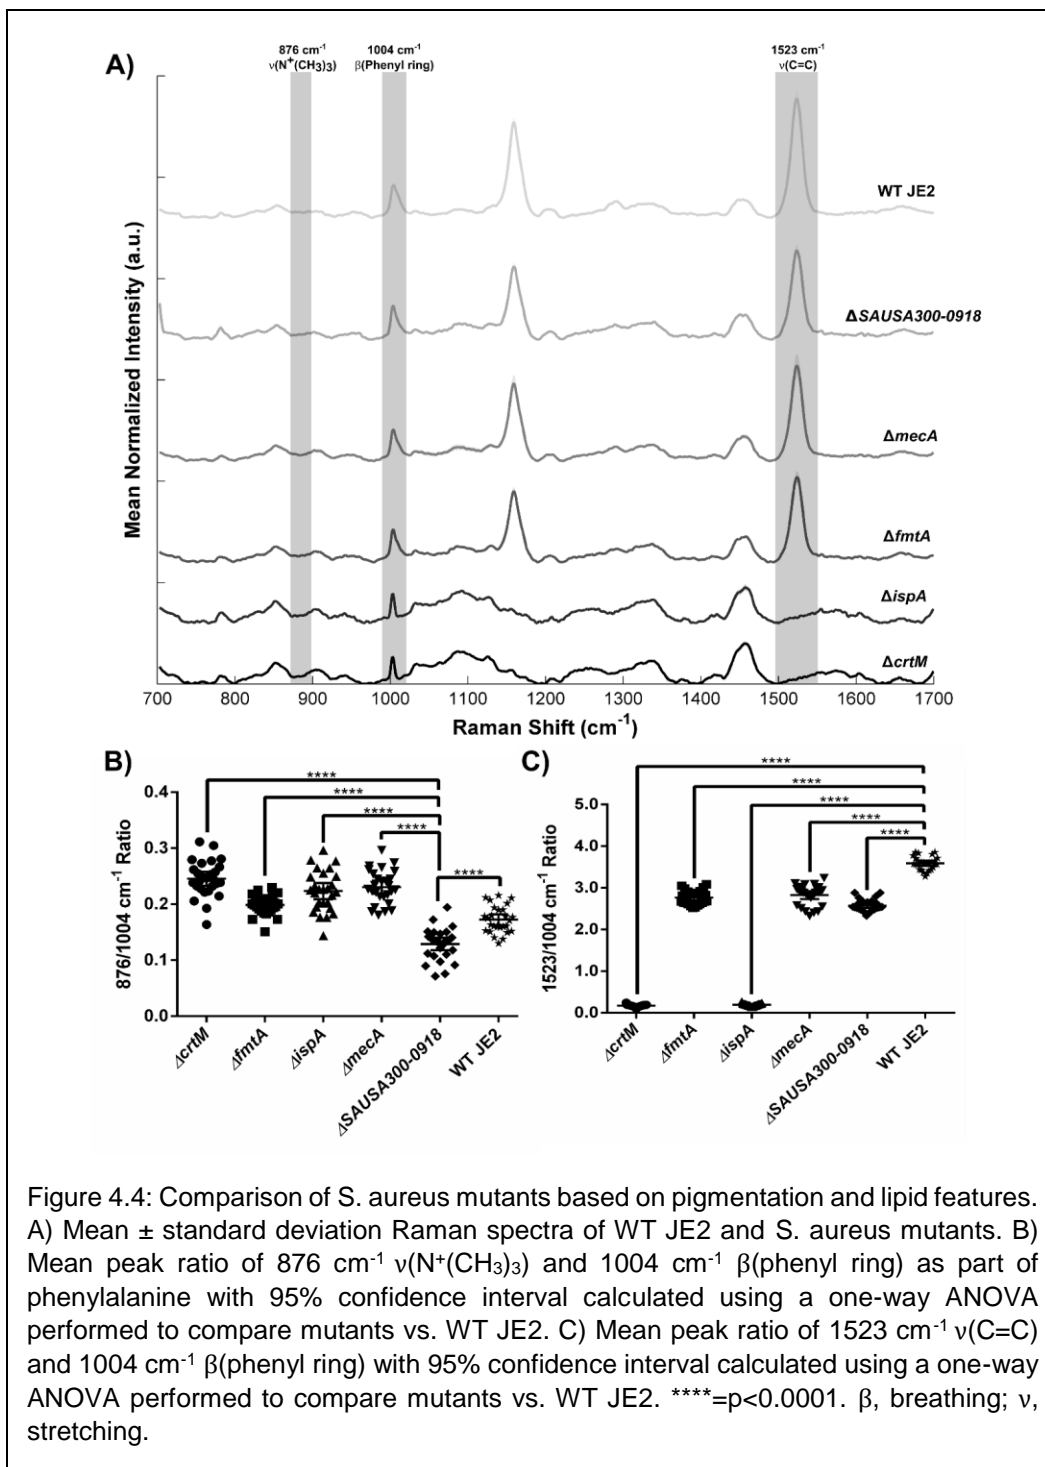 A)
876 cm⁻¹
ν(N⁺(CH₃)₃)
1004 cm⁻¹
β(Phenyl ring)
1523 cm⁻¹
ν(C=C)
Mean Normalized Intensity (a.u.)
WT JE2
ΔSAUSA300-0918
ΔmecA
ΔfmtA
ΔispA
ΔcrtM
700 800 900 1000 1100 1200 1300 1400 1500 1600 1700
Raman Shift (cm⁻¹)
B)
876/1004 cm⁻¹ Ratio
0.4
0.3
0.2
0.1
0.0
****
****
****
****
****
ΔcrtM
ΔfmtA
ΔispA
ΔmecA
ΔSAUSA300-0918
WT JE2
C)
1523/1004 cm⁻¹ Ratio
5.0
4.0
3.0
2.0
1.0
0.0
****
****
****
****
****
ΔcrtM
ΔfmtA
ΔispA
ΔmecA
ΔSAUSA300-0918
WT JE2
Figure 4.4: Comparison of S. aureus mutants based on pigmentation and lipid features.
A) Mean ± standard deviation Raman spectra of WT JE2 and S. aureus mutants. B)
Mean peak ratio of 876 cm⁻¹ ν(N⁺(CH₃)₃) and 1004 cm⁻¹ β(phenyl ring) as part of
phenylalanine with 95% confidence interval calculated using a one-way ANOVA
performed to compare mutants vs. WT JE2. C) Mean peak ratio of 1523 cm⁻¹ ν(C=C)
and 1004 cm⁻¹ β(phenyl ring) with 95% confidence interval calculated using a one-way
ANOVA performed to compare mutants vs. WT JE2. ****=p<0.0001. β, breathing; ν,
stretching.